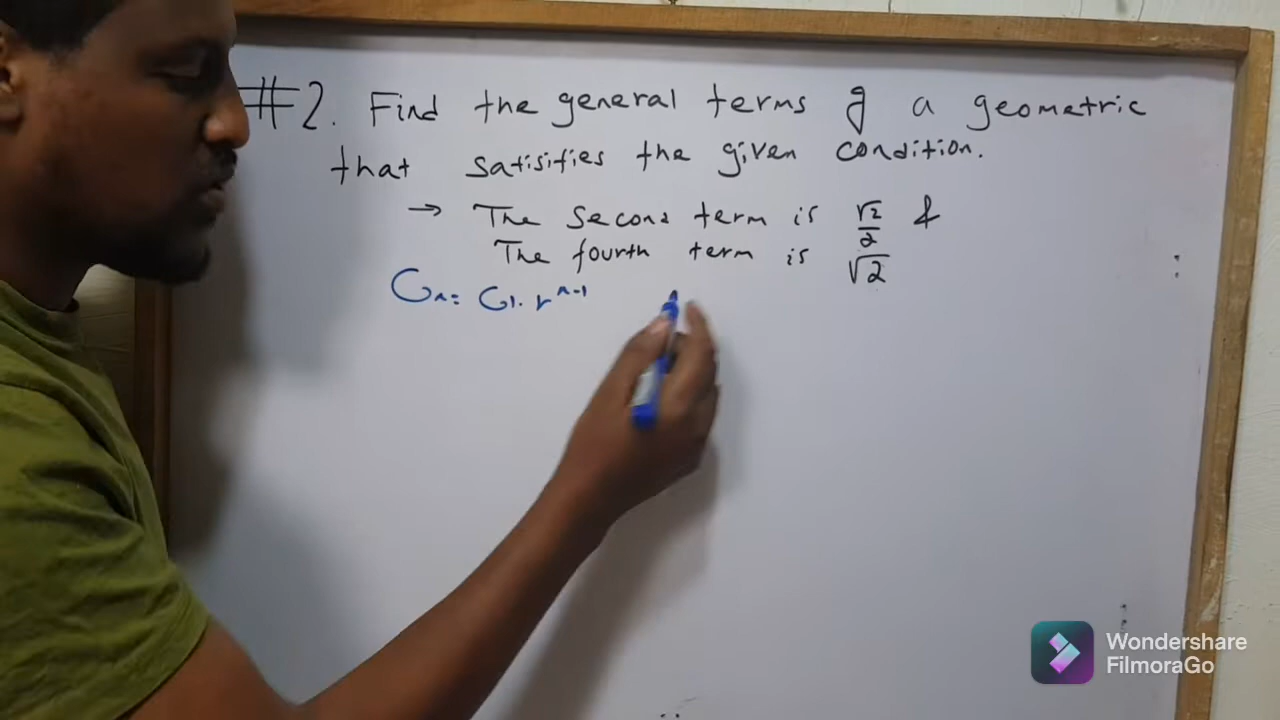 #2. Find the general terms of a geometric
that satisifies the given condition.
→ The second term is √2/2 &
The fourth term is √2
Gn = G1. r^n-1
Wondershare
FilmoraGo